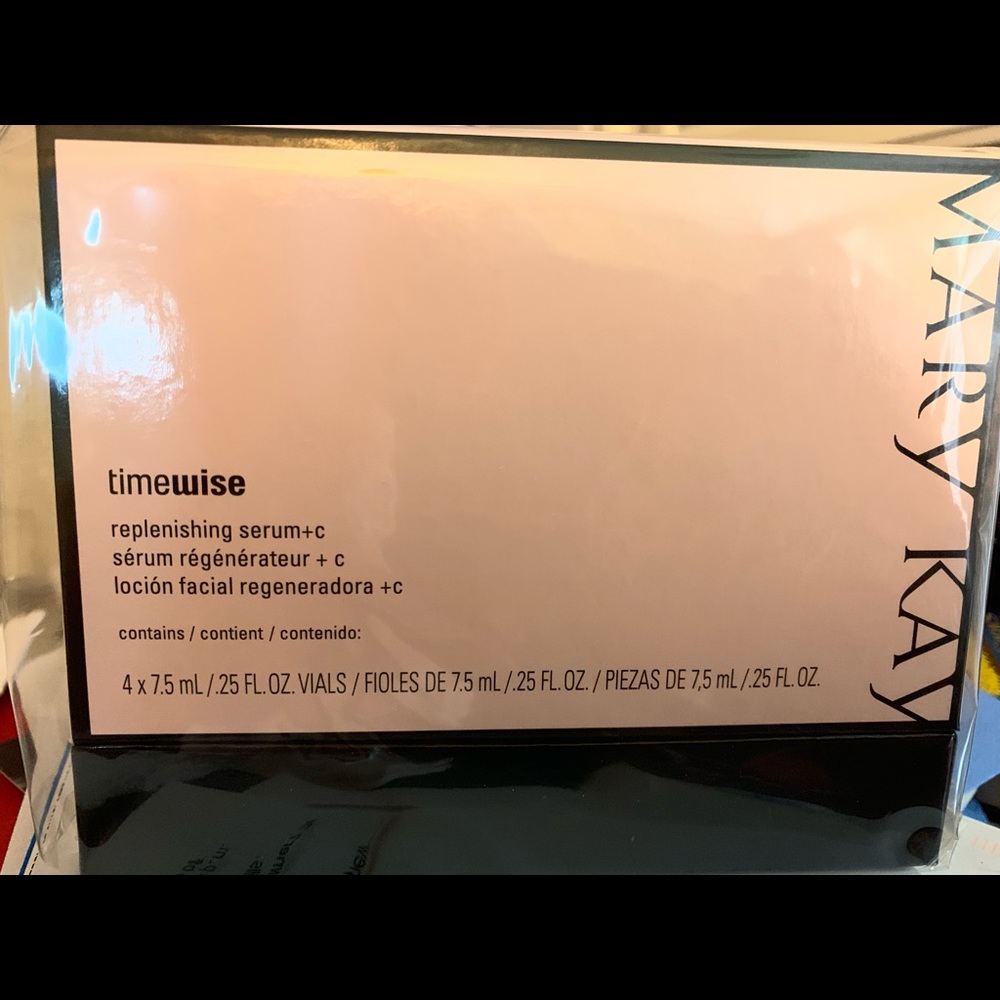 MARY KAY
timewise
replenishing serum+c
sérum régénérateur + c
loción facial regeneradora +c
contains / contient / contenido:
4 x 7.5 mL /.25 FL.OZ. VIALS / FIOLES DE 7.5 mL /.25 FL.OZ. / PIEZAS DE 7,5 mL /.25 FL.OZ.